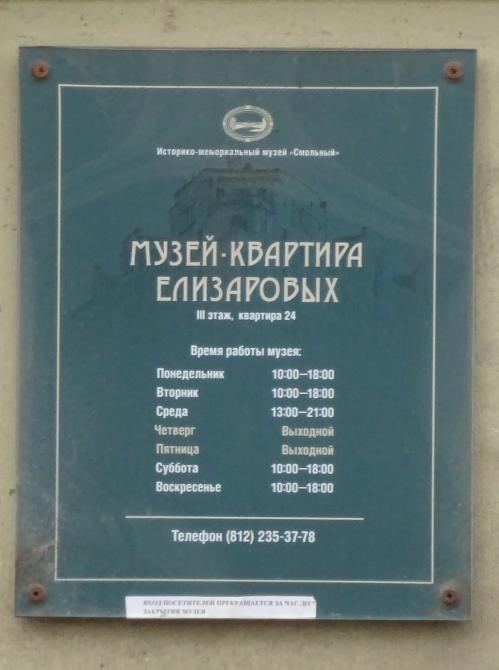 Историко-мемориальный музей «Смольный»
МУЗЕЙ-КВАРТИРА
ЕЛИЗАРОВЫХ
III этаж, квартира 24
Время работы музея:
Понедельник 10:00—18:00
Вторник 10:00—18:00
Среда 13:00—21:00
Четверг Выходной
Пятница Выходной
Суббота 10:00—18:00
Воскресенье 10:00—18:00
Телефон (812) 235-37-78
ВХОД ПОСЕТИТЕЛЕЙ ПРЕКРАЩАЕТСЯ ЗА ЧАС ДО
ЗАКРЫТИЯ МУЗЕЯ